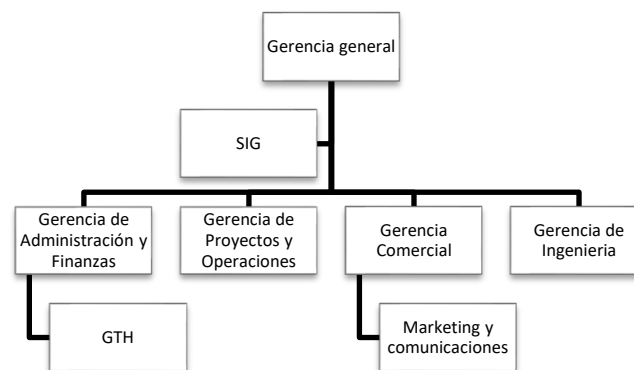 Gerencia general
SIG
Gerencia de
Administración y
Finanzas
Gerencia de
Proyectos y
Operaciones
Gerencia
Comercial
Gerencia de
Ingenieria
GTH
Marketing y
comunicaciones